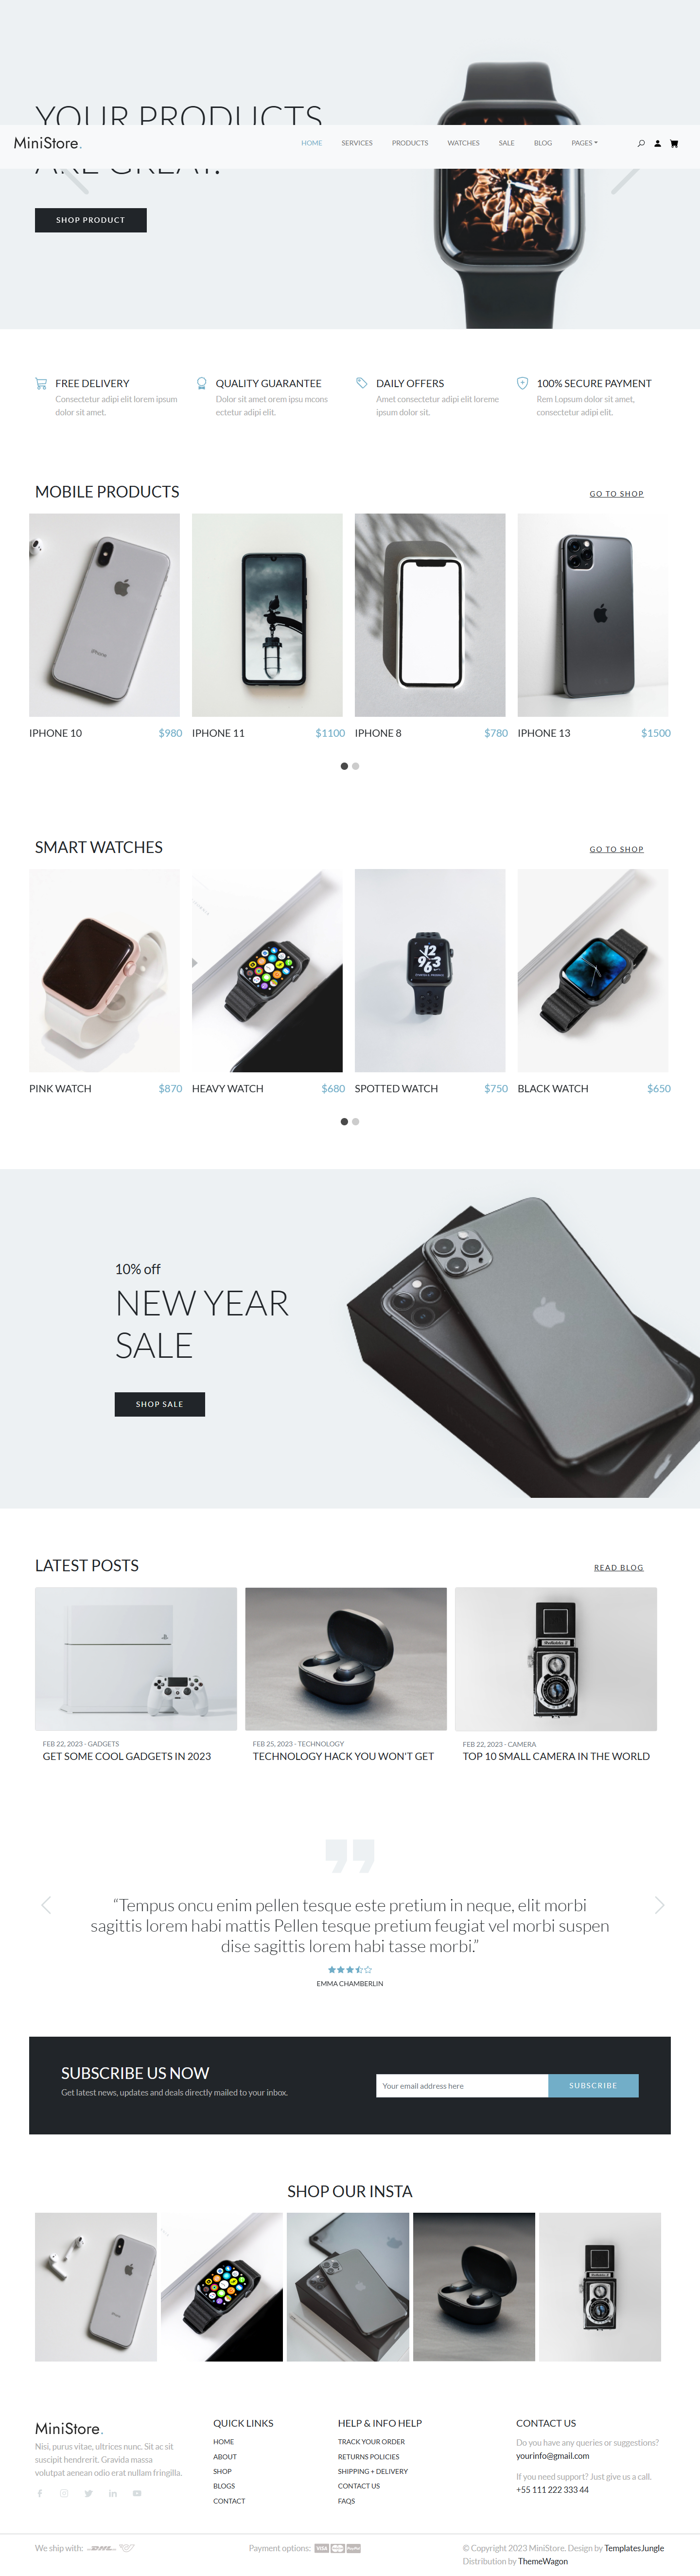 YOUR PRODUCTS
MiniStore.
HOME
SERVICES
PRODUCTS
WATCHES
SALE
BLOG
PAGES
ARE GREAT.
SHOP PRODUCT
FREE DELIVERY
Consectetur adipi elit lorem ipsum
dolor sit amet.
QUALITY GUARANTEE
Dolor sit amet orem ipsu mcons
ectetur adipi elit.
DAILY OFFERS
Amet consectetur adipi elit loreme
ipsum dolor sit.
100% SECURE PAYMENT
Rem Lopsum dolor sit amet,
consectetur adipi elit.
MOBILE PRODUCTS
GO TO SHOP
IPHONE 10
$980
IPHONE 11
$1100
IPHONE 8
$780
IPHONE 13
$1500
SMART WATCHES
GO TO SHOP
PINK WATCH
$870
HEAVY WATCH
$680
SPOTTED WATCH
$750
BLACK WATCH
$650
10% off
NEW YEAR
SALE
SHOP SALE
LATEST POSTS
READ BLOG
FEB 22, 2023 - GADGETS
GET SOME COOL GADGETS IN 2023
FEB 25, 2023 - TECHNOLOGY
TECHNOLOGY HACK YOU WON'T GET
FEB 22, 2023 - CAMERA
TOP 10 SMALL CAMERA IN THE WORLD
“Tempus oncu enim pellen tesque este pretium in neque, elit morbi
sagittis lorem habi mattis Pellen tesque pretium feugiat vel morbi suspen
dise sagittis lorem habi tasse morbi.”
EMMA CHAMBERLIN
SUBSCRIBE US NOW
Get latest news, updates and deals directly mailed to your inbox.
Your email address here
SUBSCRIBE
SHOP OUR INSTA
MiniStore.
Nisi, purus vitae, ultrices nunc. Sit ac sit
suscipit hendrerit. Gravida massa
volutpat aenean odio erat nullam fringilla.
QUICK LINKS
HOME
ABOUT
SHOP
BLOGS
CONTACT
HELP & INFO HELP
TRACK YOUR ORDER
RETURNS POLICIES
SHIPPING + DELIVERY
CONTACT US
FAQS
CONTACT US
Do you have any queries or suggestions?
yourinfo@gmail.com
If you need support? Just give us a call.
+55 111 222 333 44
We ship with:
Payment options:
VISA
PayPal
© Copyright 2023 MiniStore. Design by TemplatesJungle
Distribution by ThemeWagon